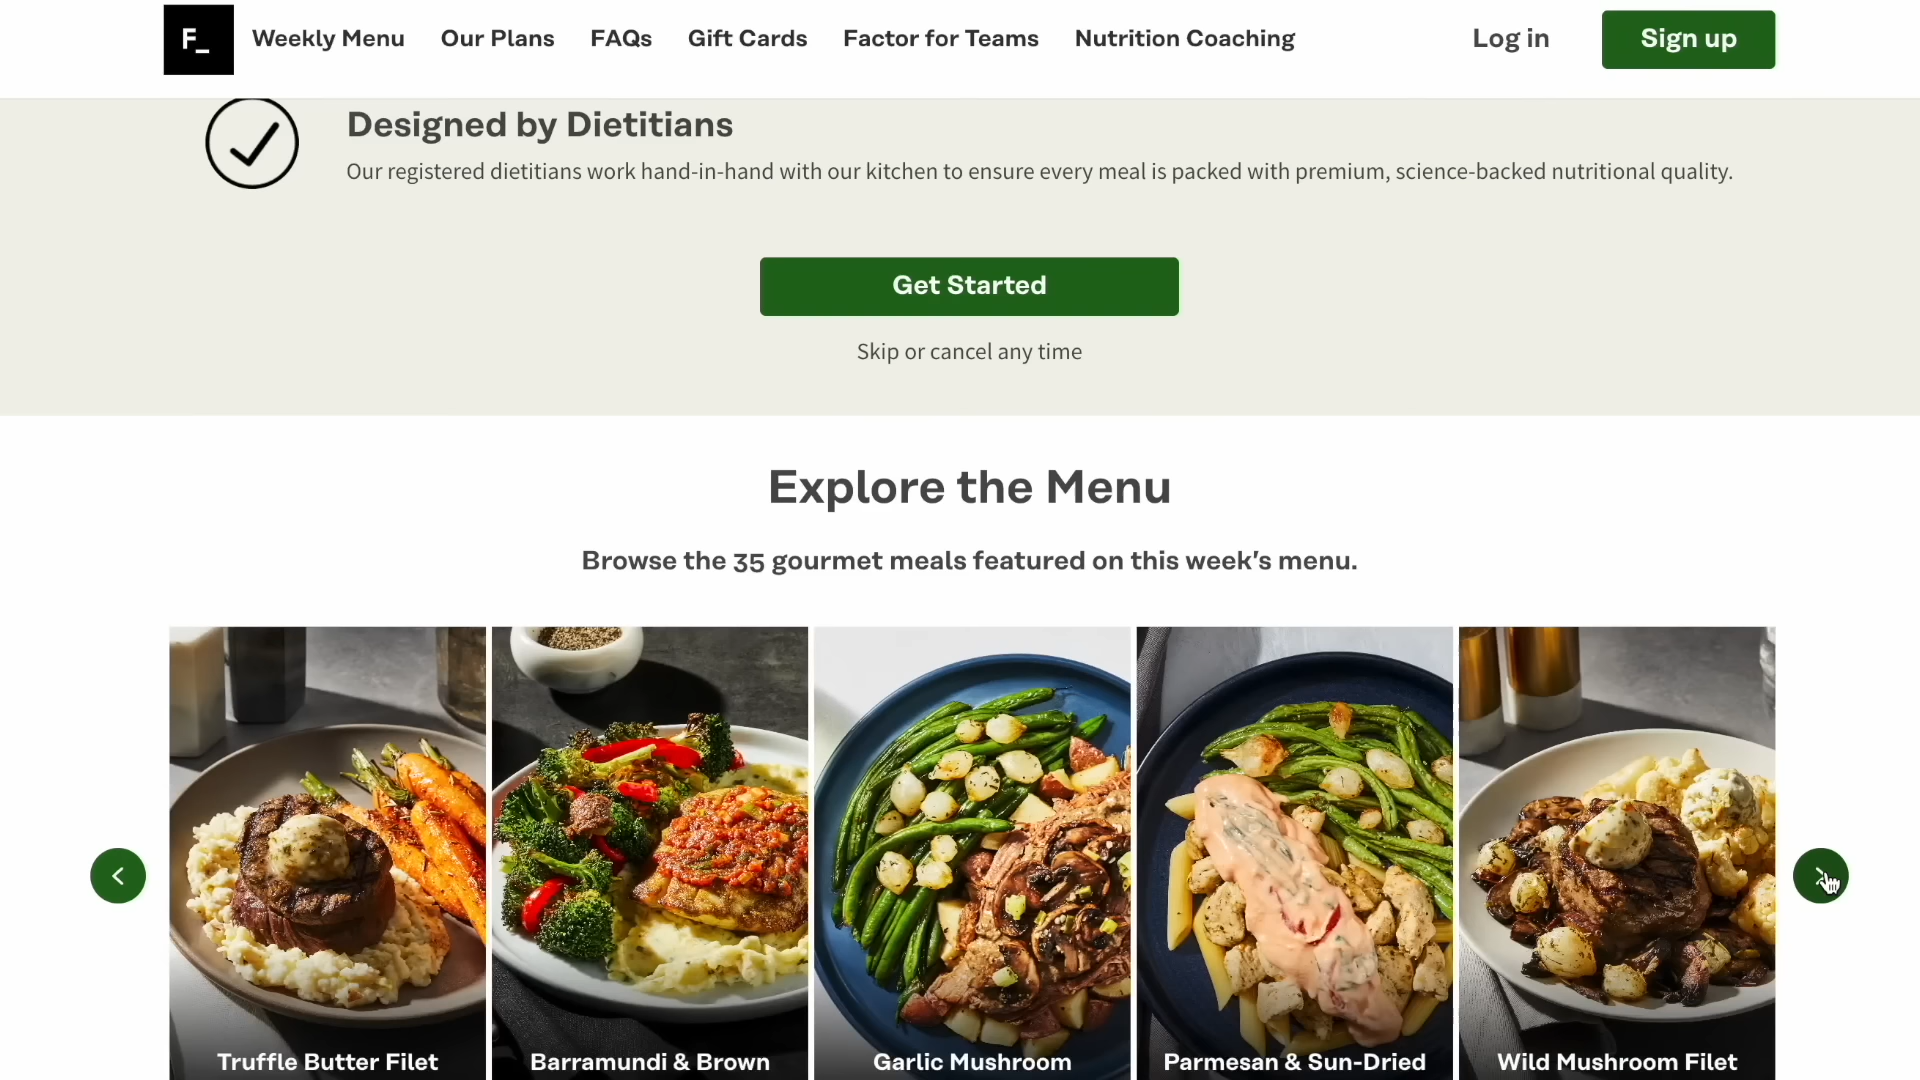 F_ Weekly Menu Our Plans FAQs Gift Cards Factor for Teams Nutrition Coaching Log in Sign up
Designed by Dietitians
Our registered dietitians work hand-in-hand with our kitchen to ensure every meal is packed with premium, science-backed nutritional quality.
Get Started
Skip or cancel any time
Explore the Menu
Browse the 35 gourmet meals featured on this week's menu.
Truffle Butter Filet
Barramundi & Brown
Garlic Mushroom
Parmesan & Sun-Dried
Wild Mushroom Filet